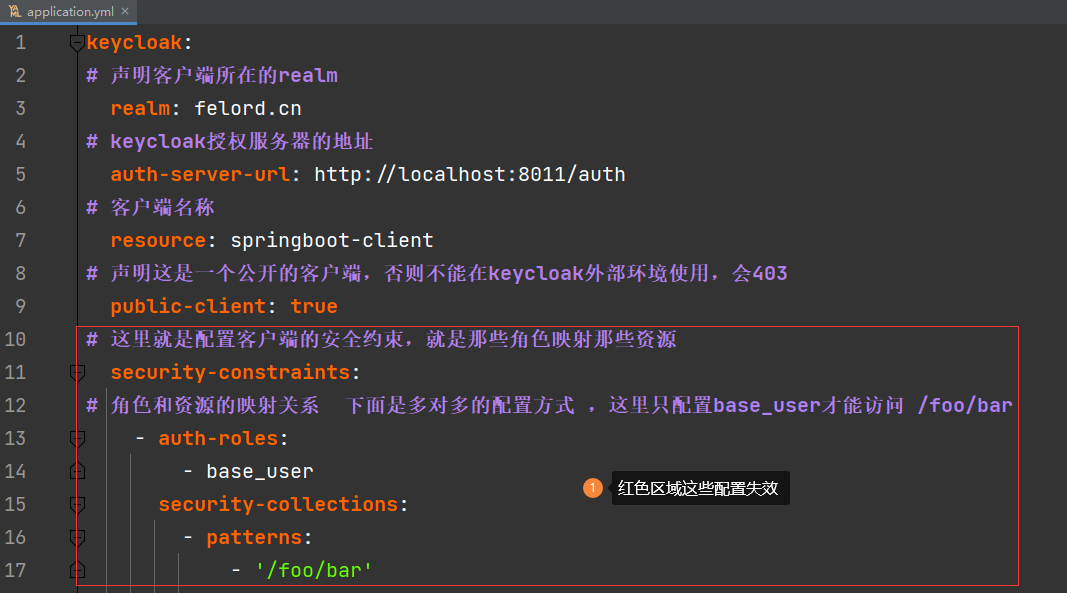 application.yml
1 keycloak:
2 # 声明客户端所在的realm
3 realm: felord.cn
4 # keycloak授权服务器的地址
5 auth-server-url: http://localhost:8011/auth
6 # 客户端名称
7 resource: springboot-client
8 # 声明这是一个公开的客户端，否则不能在keycloak外部环境使用，会403
9 public-client: true
10 # 这里就是配置客户端的安全约束，就是那些角色映射那些资源
11 security-constraints:
12 # 角色和资源的映射关系 下面是多对多的配置方式 ，这里只配置base_user才能访问 /foo/bar
13 - auth-roles:
14 - base_user
1 红色区域这些配置失效
15 security-collections:
16 - patterns:
17 - '/foo/bar'